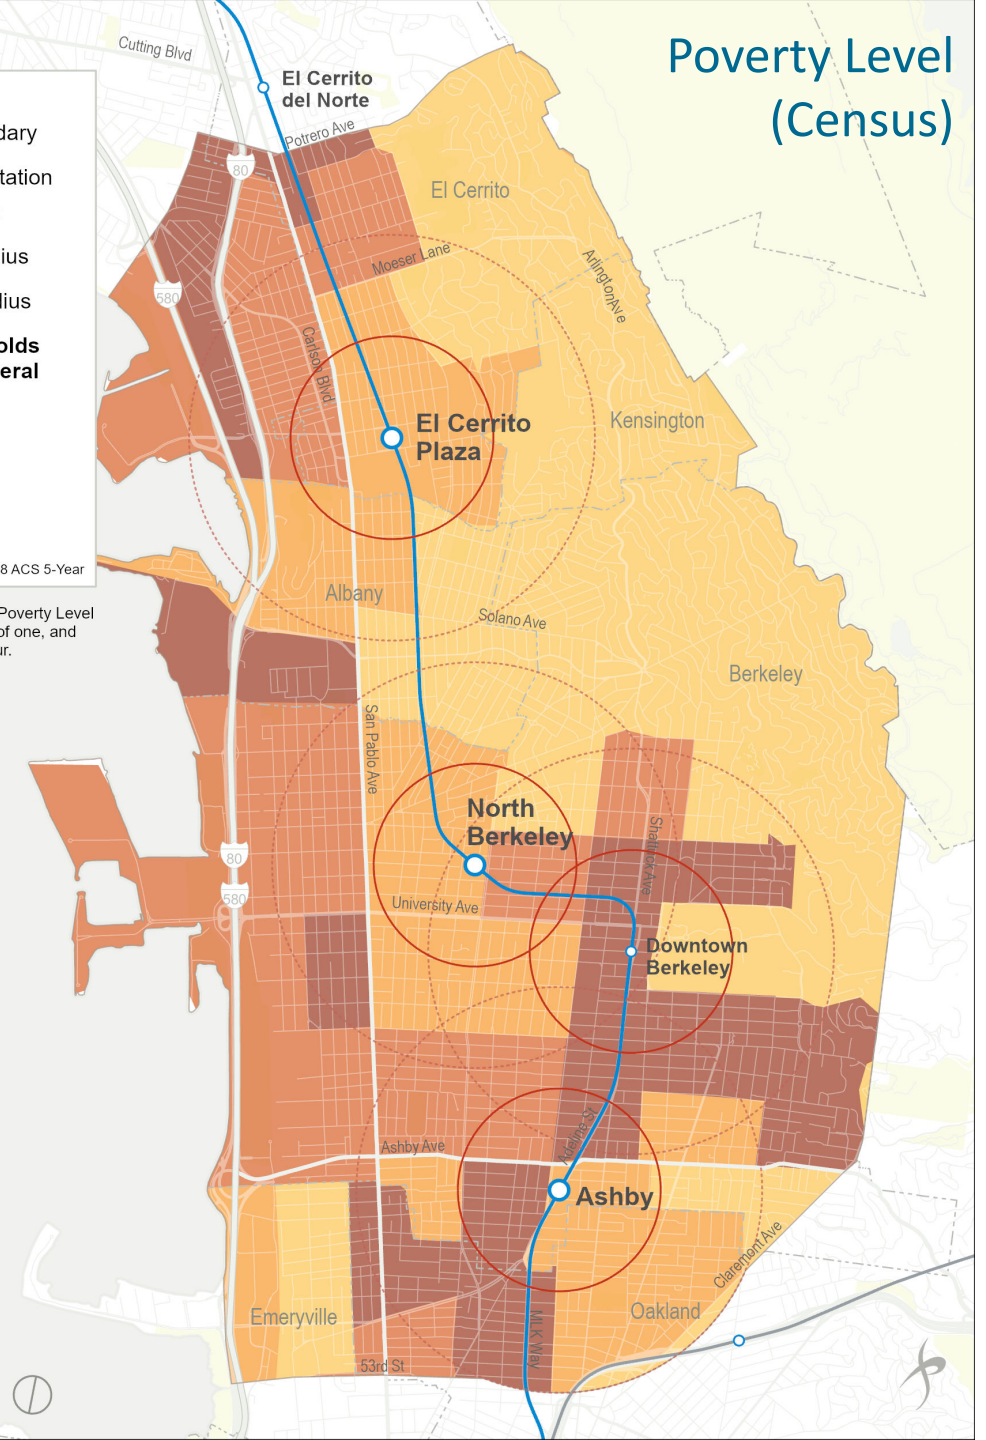 Poverty Level
(Census)
Cutting Blvd
El Cerrito
del Norte
dary
Potrero Ave
80
tation
El Cerrito
ius
Moeser Lane
Arlington Ave
580
dius
olds
eral
Carlson Blvd
El Cerrito
Plaza
Kensington
8 ACS 5-Year
Albany
Poverty Level
of one, and
ur.
Solano Ave
Berkeley
San Pablo Ave
North
Berkeley
Shattuck Ave
80
580
University Ave
Downtown
Berkeley
Adeline St
Ashby Ave
Ashby
Claremont Ave
Emeryville
Oakland
MLK Way
53rd St